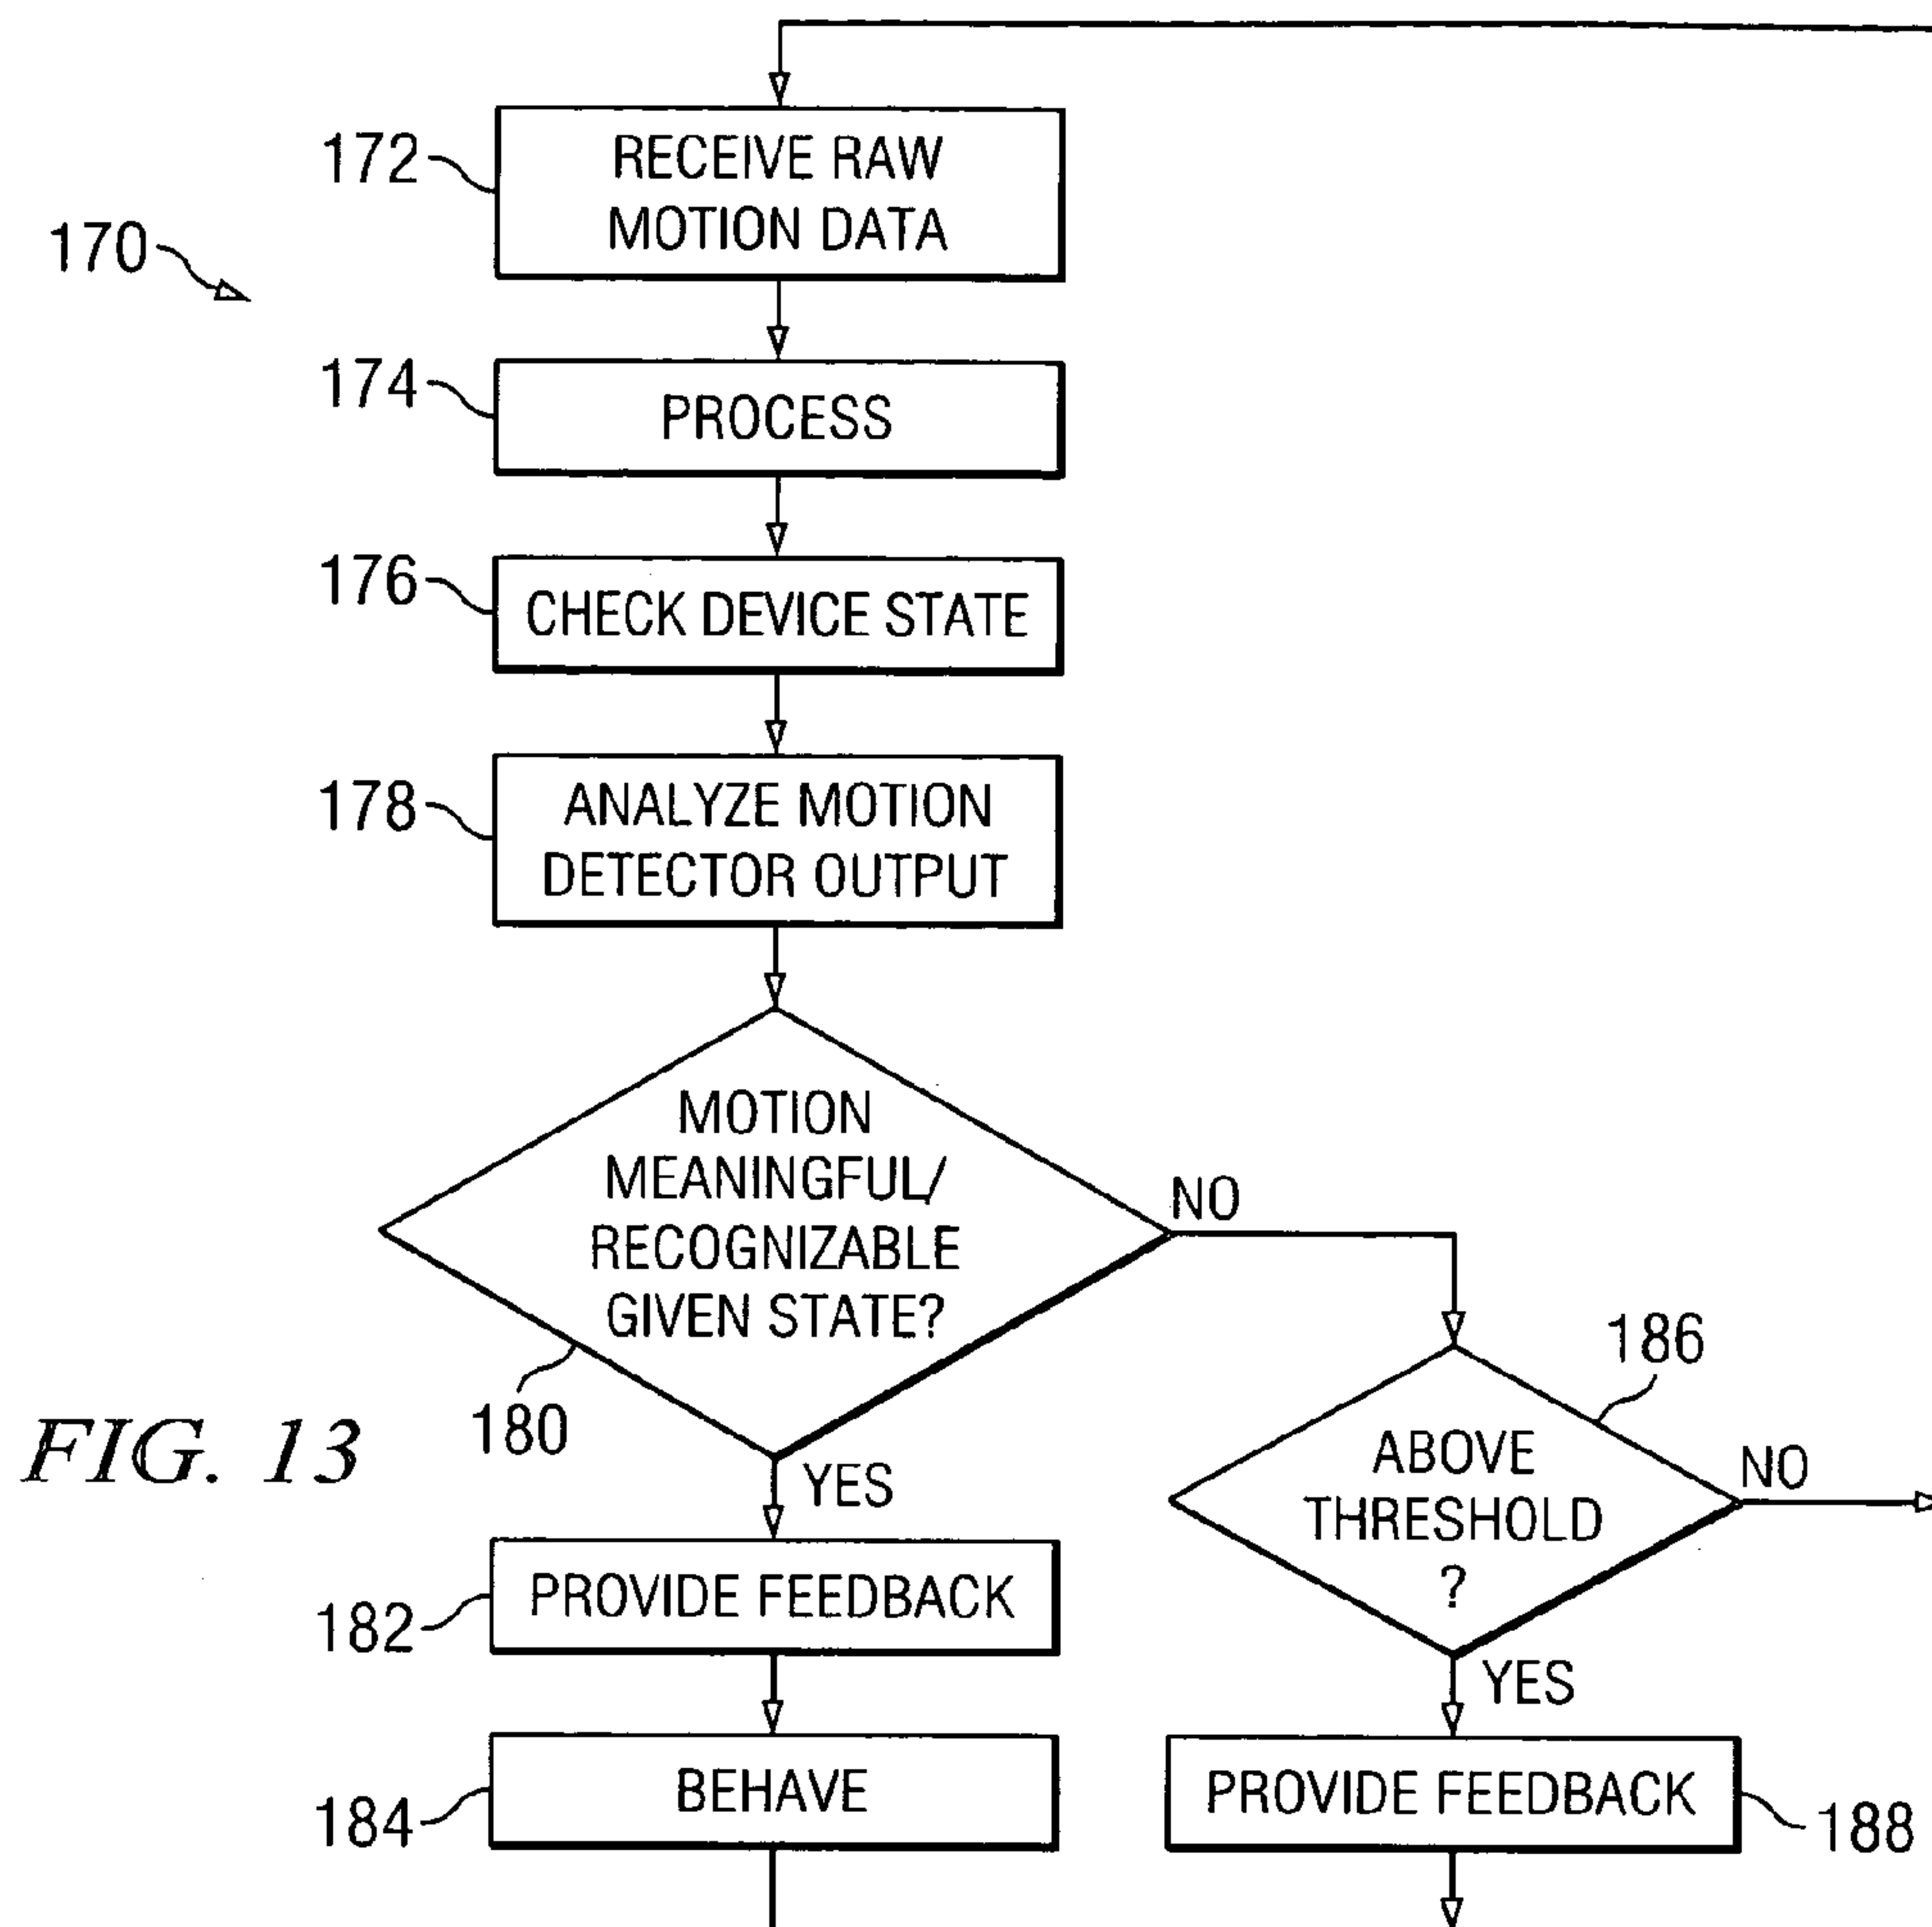 172
RECEIVE RAW
MOTION DATA
170
174
PROCESS
176
CHECK DEVICE STATE
178
ANALYZE MOTION
DETECTOR OUTPUT
MOTION
MEANINGFUL/
RECOGNIZABLE
GIVEN STATE?
NO
180
186
ABOVE
THRESHOLD
?
NO
FIG. 13
YES
182
PROVIDE FEEDBACK
YES
184
BEHAVE
PROVIDE FEEDBACK
188